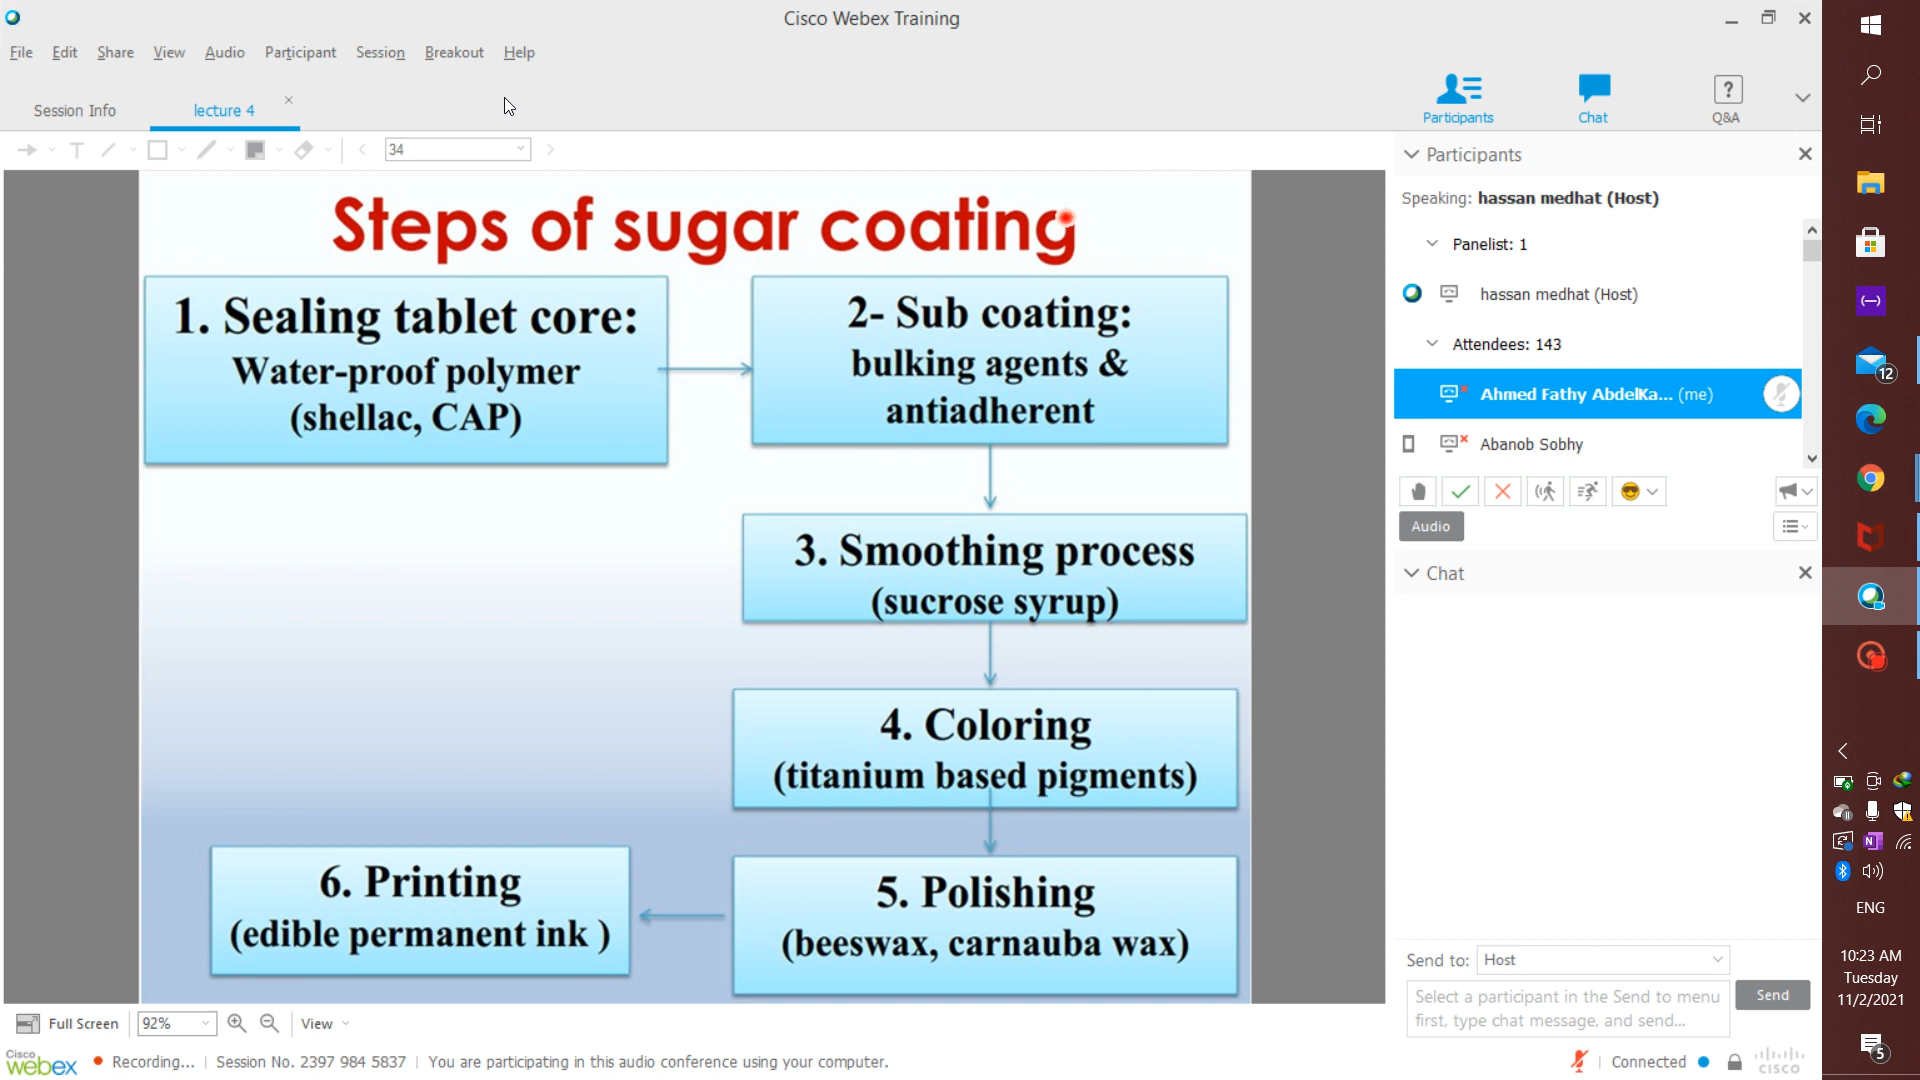 Cisco Webex Training
File Edit Share View Audio Participant Session Breakout Help
Session Info
lecture 4
Participants
Chat
?
Q&A
T
34
Participants
Speaking: hassan medhat (Host)
Panelist: 1
hassan medhat (Host)
Attendees: 143
Ahmed Fathy AbdelKa... (me)
Abanob Sobhy
Audio
Chat
Steps of sugar coating
1. Sealing tablet core:
Water-proof polymer
(shellac, CAP)
2- Sub coating:
bulking agents &
antiadherent
3. Smoothing process
(sucrose syrup)
4. Coloring
(titanium based pigments)
5. Polishing
(beeswax, carnauba wax)
6. Printing
(edible permanent ink )
Send to: Host
Select a participant in the Send to menu
first, type chat message, and send...
Send
Full Screen 92% View
Cisco
webex
Recording... Session No. 2397 984 5837 You are participating in this audio conference using your computer.
Connected
cisco
12
N
ENG
10:23 AM
Tuesday
11/2/2021
5